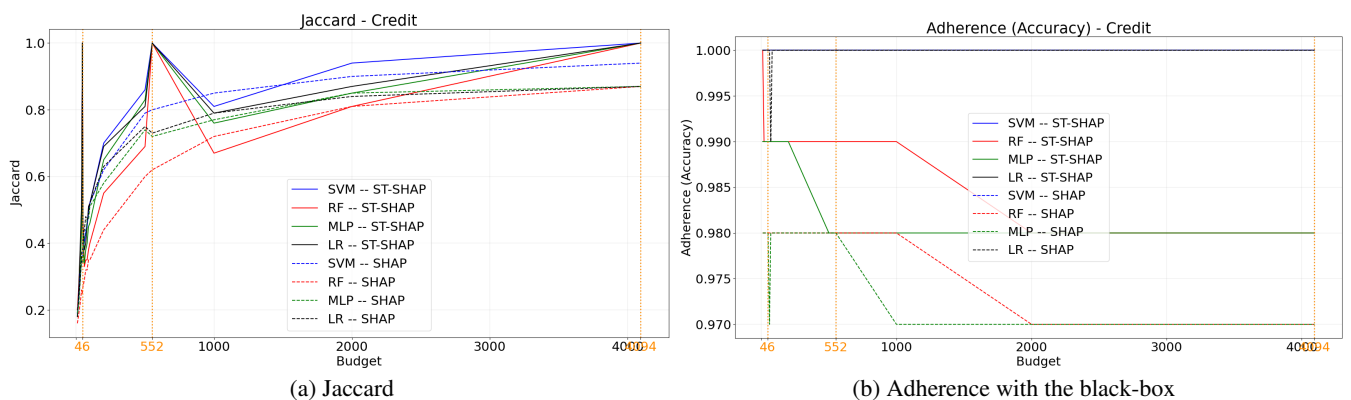 Jaccard - Credit
Jaccard
1.0
0.8
0.6
0.4
0.2
SVM -- ST-SHAP
RF -- ST-SHAP
MLP -- ST-SHAP
LR -- ST-SHAP
SVM -- SHAP
RF -- SHAP
MLP -- SHAP
LR -- SHAP
46 552 1000 2000 3000 4000 4094
Budget
(a) Jaccard
Adherence (Accuracy) - Credit
Adherence (Accuracy)
1.000
0.995
0.990
0.985
0.980
0.975
0.970
SVM -- ST-SHAP
RF -- ST-SHAP
MLP -- ST-SHAP
LR -- ST-SHAP
SVM -- SHAP
RF -- SHAP
MLP -- SHAP
LR -- SHAP
46 552 1000 2000 3000 4000 4094
Budget
(b) Adherence with the black-box